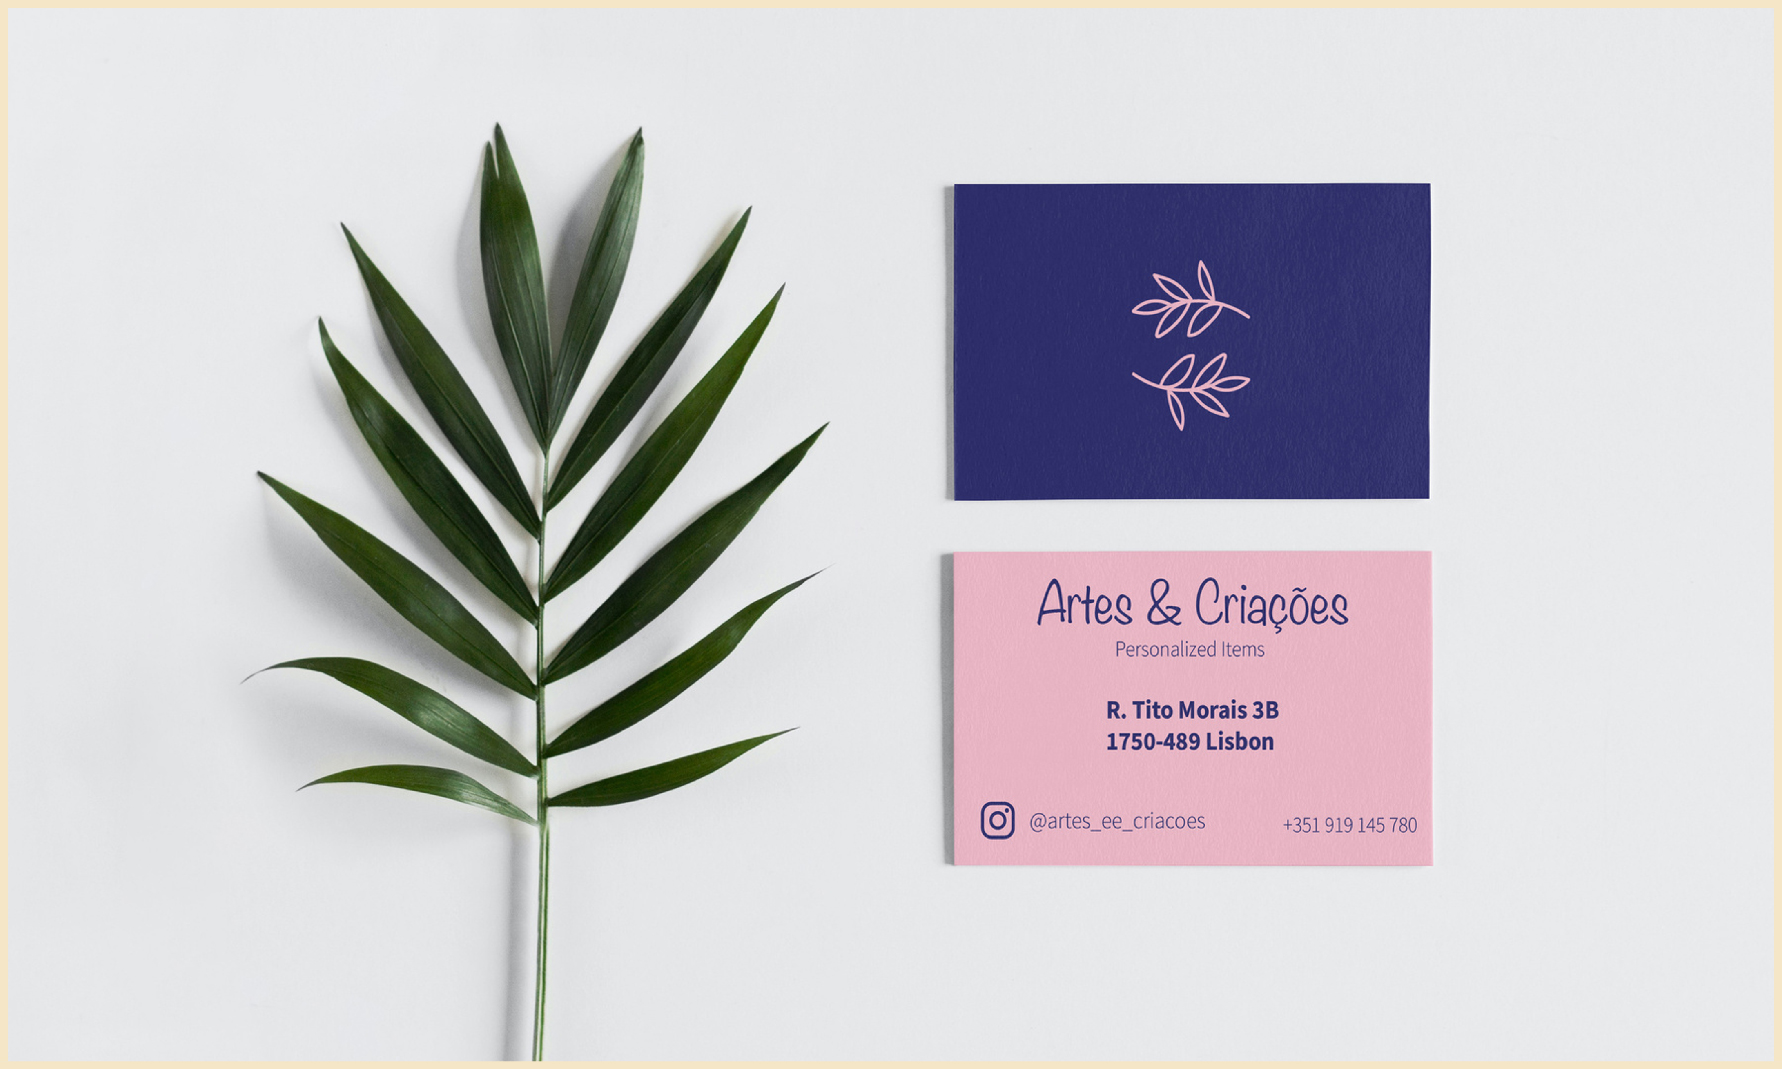 Artes & Criações
Personalized Items
R. Tito Morais 3B
1750-489 Lisbon
@artes_ee_criacoes
+351 919 145 780